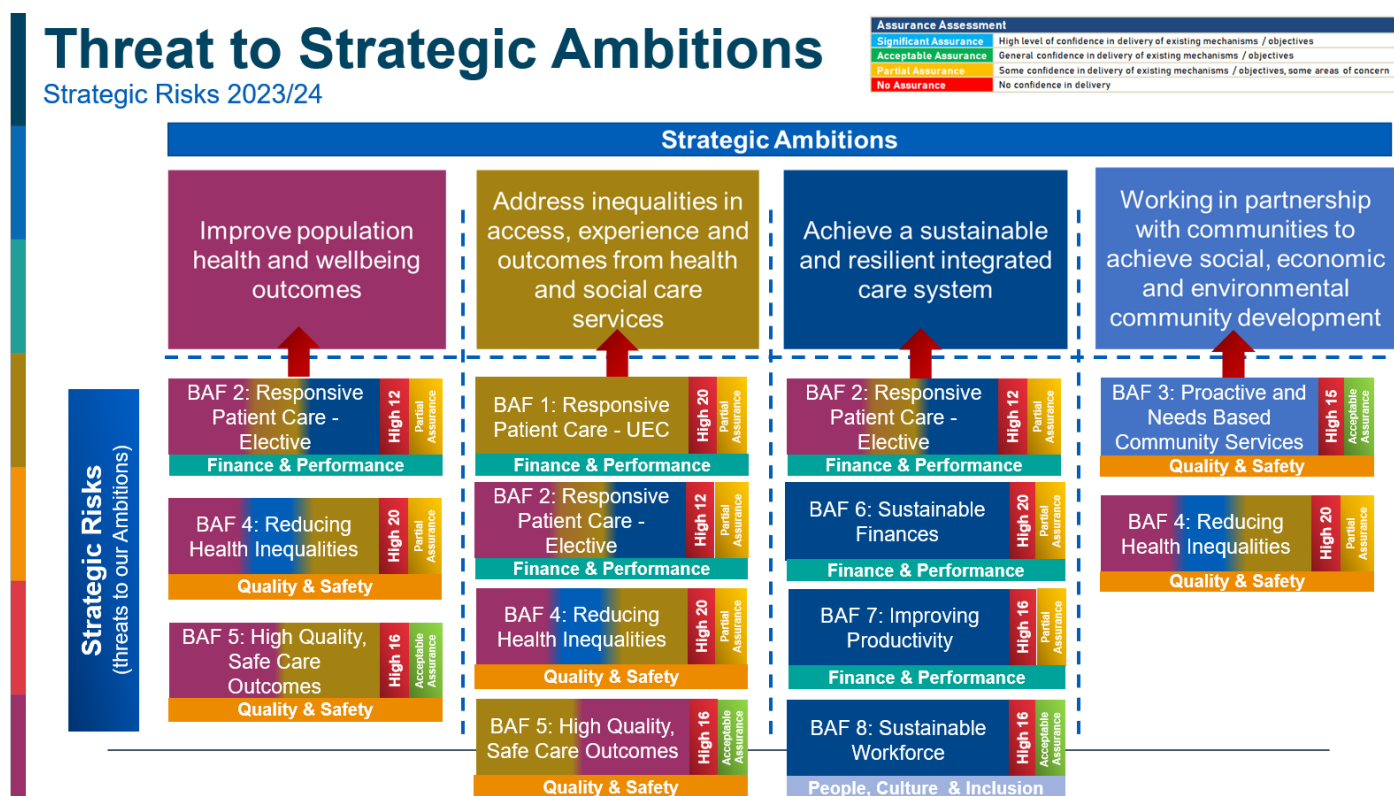 Threat to Strategic Ambitions
Strategic Risks 2023/24
Assurance Assessment
Significant Assurance High level of confidence in delivery of existing mechanisms / objectives
Acceptable Assurance General confidence in delivery of existing mechanisms / objectives
Partial Assurance Some confidence in delivery of existing mechanisms / objectives, some areas of concern
No Assurance No confidence in delivery
Strategic Ambitions
Improve population
health and wellbeing
outcomes
Address inequalities in
access, experience and
outcomes from health
and social care
services
Achieve a sustainable
and resilient integrated
care system
Working in partnership
with communities to
achieve social, economic
and environmental
community development
Strategic Risks
(threats to our Ambitions)
BAF 2: Responsive
Patient Care -
Elective
High 12
Partial
Assurance
Finance & Performance
BAF 4: Reducing
Health Inequalities
High 20
Partial
Assurance
Quality & Safety
BAF 5: High Quality,
Safe Care
Outcomes
High 16
Acceptable
Assurance
Quality & Safety
BAF 1: Responsive
Patient Care - UEC
High 20
Partial
Assurance
Finance & Performance
BAF 2: Responsive
Patient Care -
Elective
High 12
Partial
Assurance
Finance & Performance
BAF 4: Reducing
Health Inequalities
High 20
Partial
Assurance
Quality & Safety
BAF 5: High Quality,
Safe Care Outcomes
High 16
Acceptable
Assurance
Quality & Safety
BAF 2: Responsive
Patient Care -
Elective
High 12
Partial
Assurance
Finance & Performance
BAF 6: Sustainable
Finances
High 20
Partial
Assurance
Finance & Performance
BAF 7: Improving
Productivity
High 16
Partial
Assurance
Finance & Performance
BAF 8: Sustainable
Workforce
High 16
Acceptable
Assurance
People, Culture & Inclusion
BAF 3: Proactive and
Needs Based
Community Services
High 15
Acceptable
Assurance
Quality & Safety
BAF 4: Reducing
Health Inequalities
High 20
Partial
Assurance
Quality & Safety